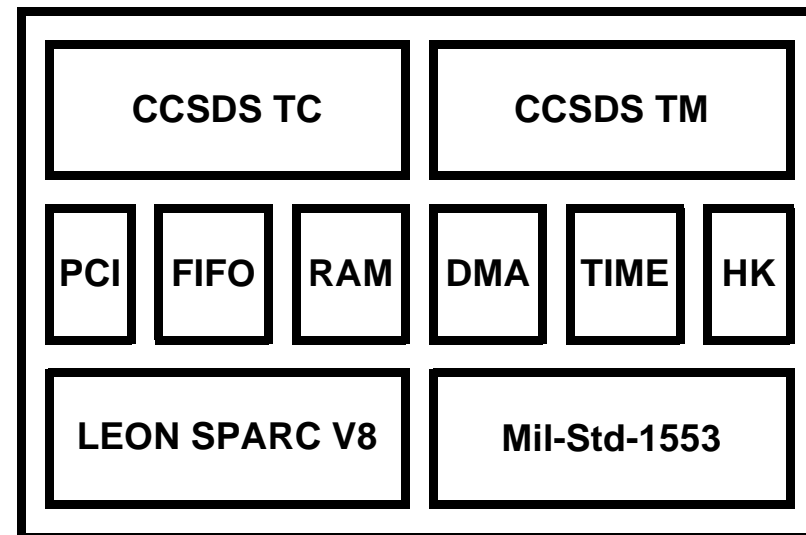 CCSDS TC
CCSDS TM
PCI
FIFO
RAM
DMA
TIME
HK
LEON SPARC V8
Mil-Std-1553